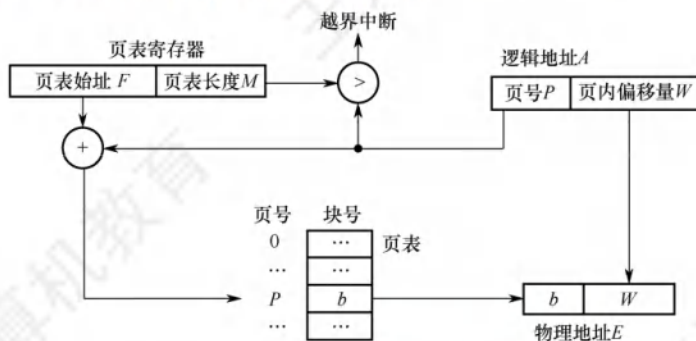 越界中断
页表寄存器
逻辑地址A
页表始址 F 页表长度M
>
页号P 页内偏移量W
+
页号 块号
0 … 页表
… …
P b
b W
… …
物理地址E